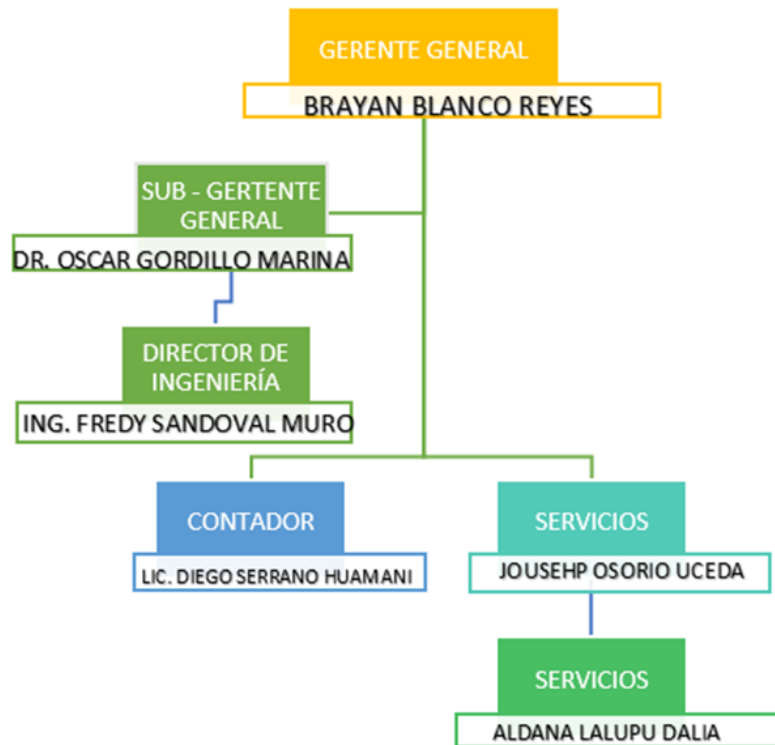 GERENTE GENERAL
BRAYAN BLANCO REYES
SUB - GERTENTE
GENERAL
DR. OSCAR GORDILLO MARINA
DIRECTOR DE
INGENIERÍA
ING. FREDY SANDOVAL MURO
CONTADOR
LIC. DIEGO SERRANO HUAMANI
SERVICIOS
JOUSEHP OSORIO UCEDA
SERVICIOS
ALDANA LALUPU DALIA